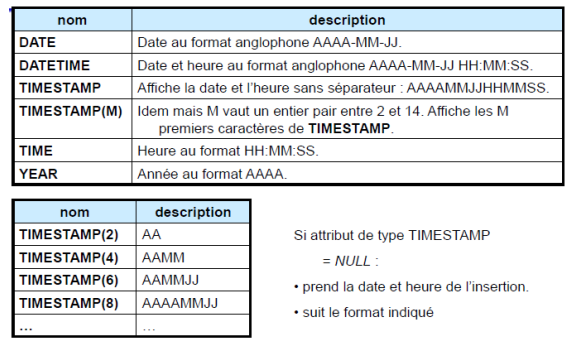 nom description
DATE Date au format anglophone AAAA-MM-JJ.
DATETIME Date et heure au format anglophone AAAA-MM-JJ HH:MM:SS.
TIMESTAMP Affiche la date et l'heure sans séparateur : AAAAMMJJHHMMSS.
TIMESTAMP(M) Idem mais M vaut un entier pair entre 2 et 14. Affiche les M
premiers caractères de TIMESTAMP.
TIME Heure au format HH:MM:SS.
YEAR Année au format AAAA.
nom description
TIMESTAMP(2) AA
TIMESTAMP(4) AAMM
TIMESTAMP(6) AAMMJJ
TIMESTAMP(8) AAAAMMJJ
... ...
Si attribut de type TIMESTAMP
= NULL :
• prend la date et heure de l'insertion.
• suit le format indiqué